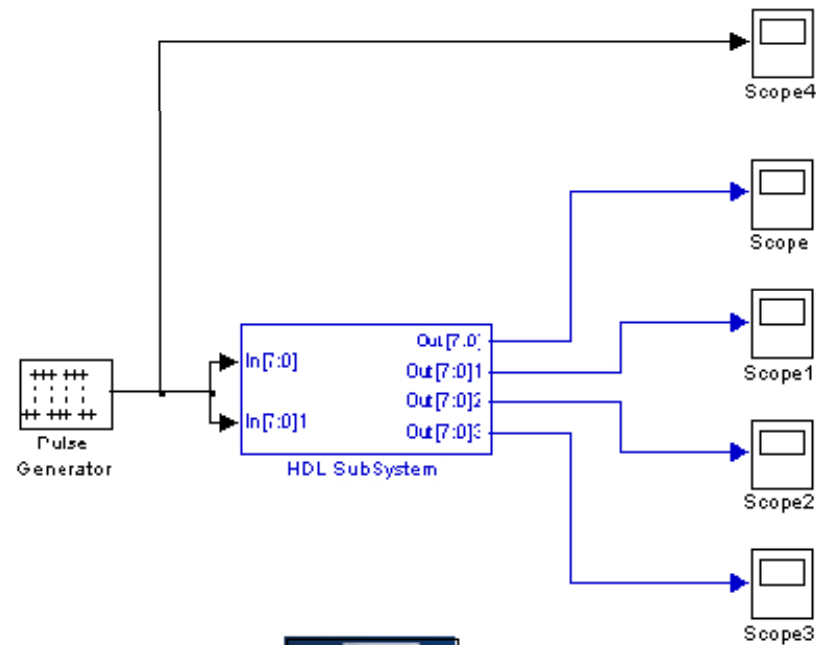 Scope4
Scope
In[7:0]
In[7:0]1
Out[7:0]
Out[7:0]1
Out[7:0]2
Out[7:0]3
HDL SubSystem
Pulse
Generator
Scope1
Scope2
Scope3